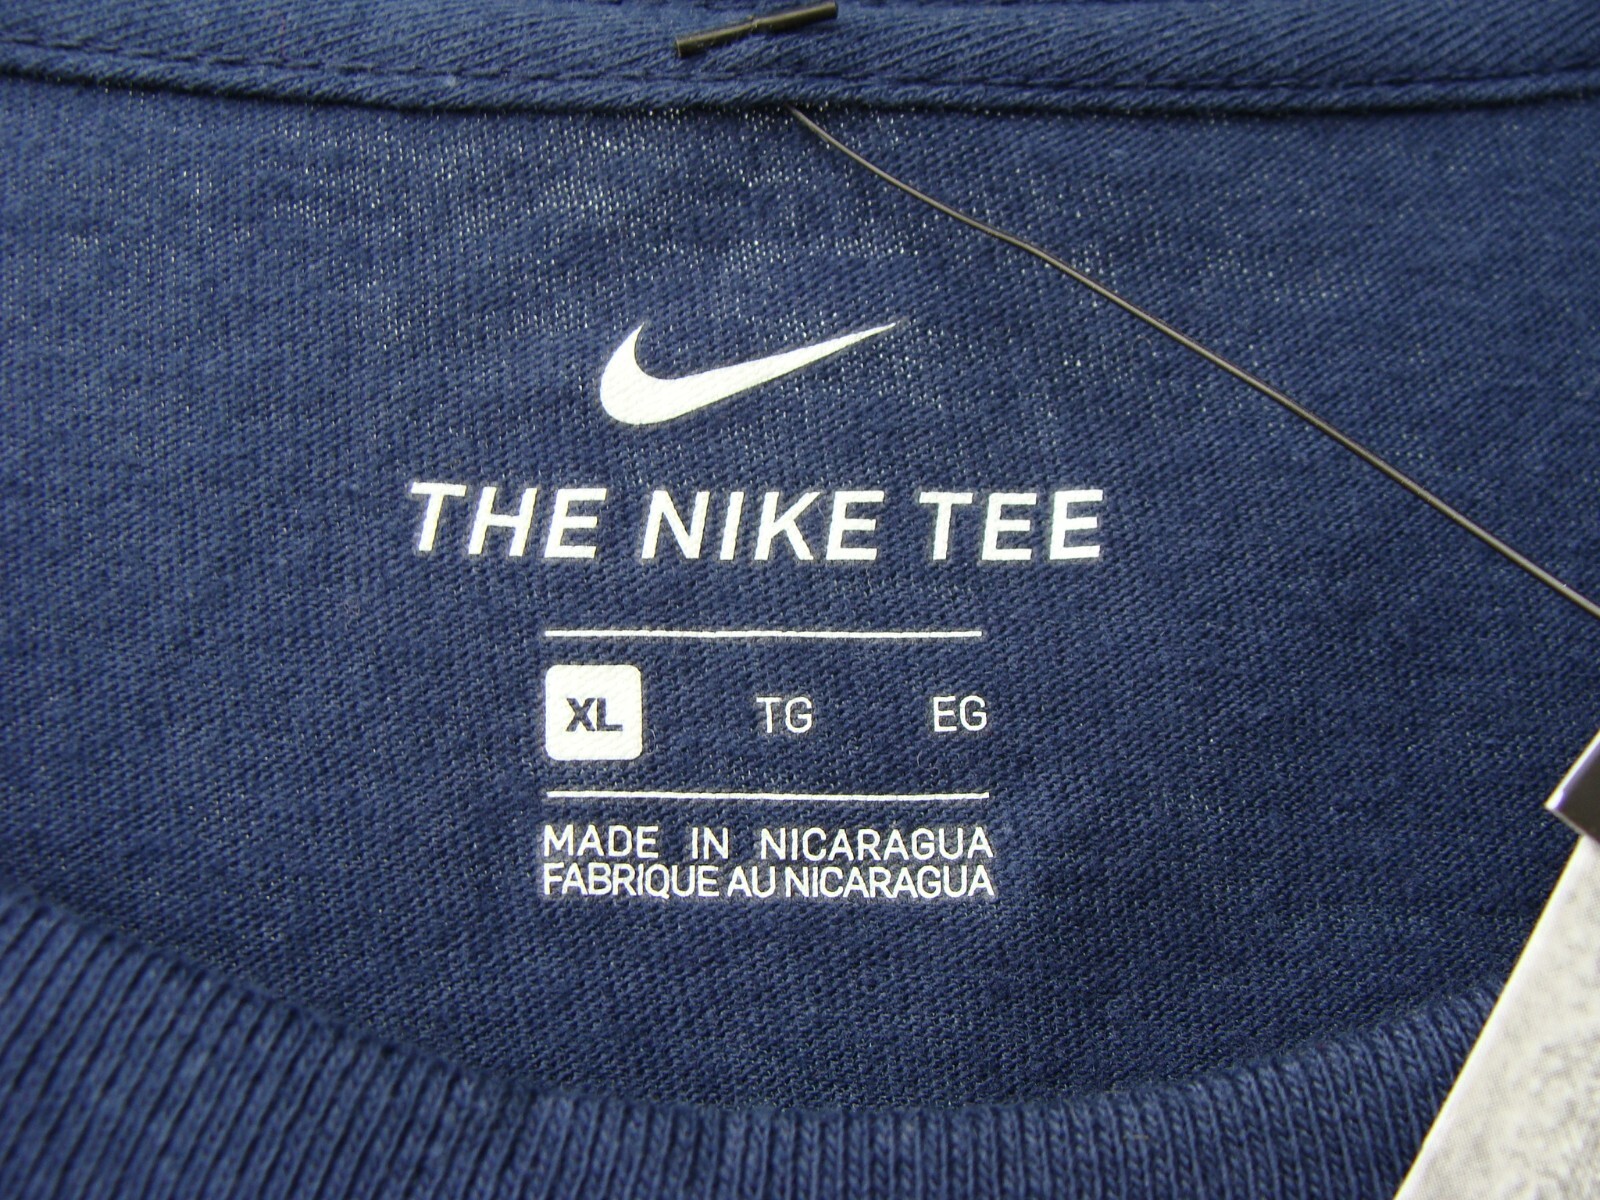 THE NIKE TEE
XL TG EG
MADE IN NICARAGUA
FABRIQUE AU NICARAGUA